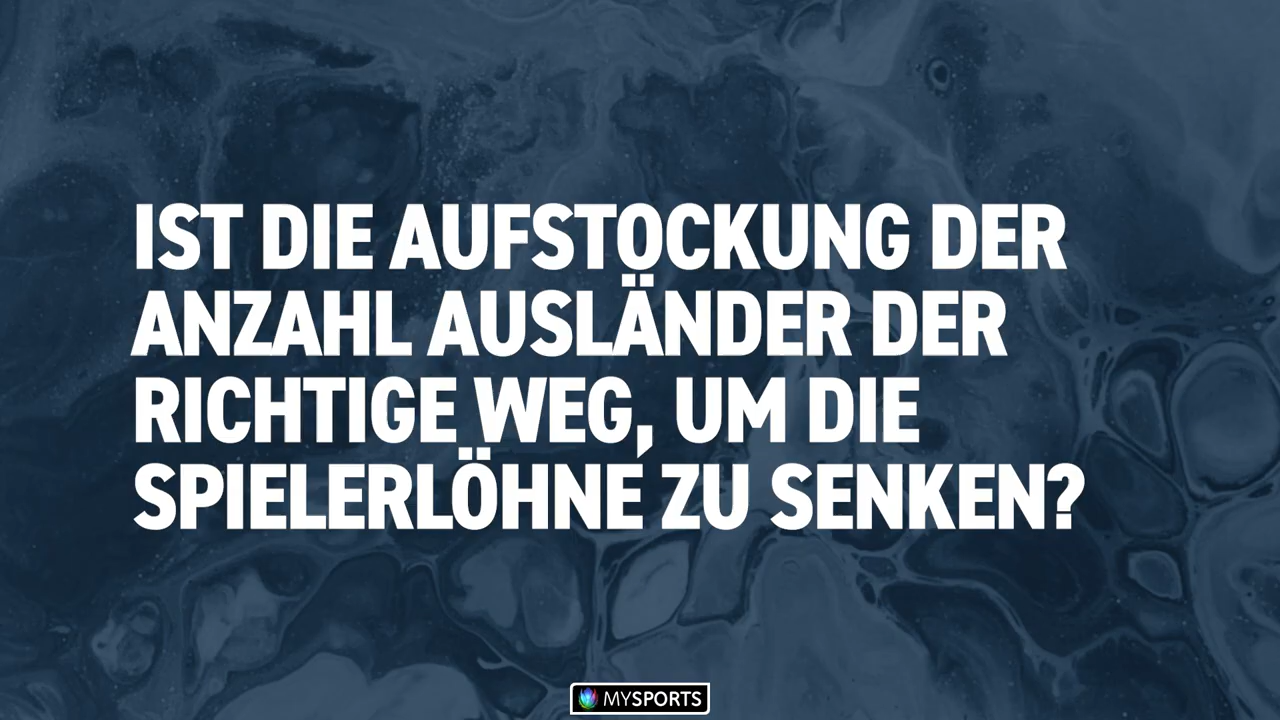 IST DIE AUFSTOCKUNG DER
ANZAHL AUSLÄNDER DER
RICHTIGE WEG, UM DIE
SPIELERLÖHNE ZU SENKEN?
MYSPORTS